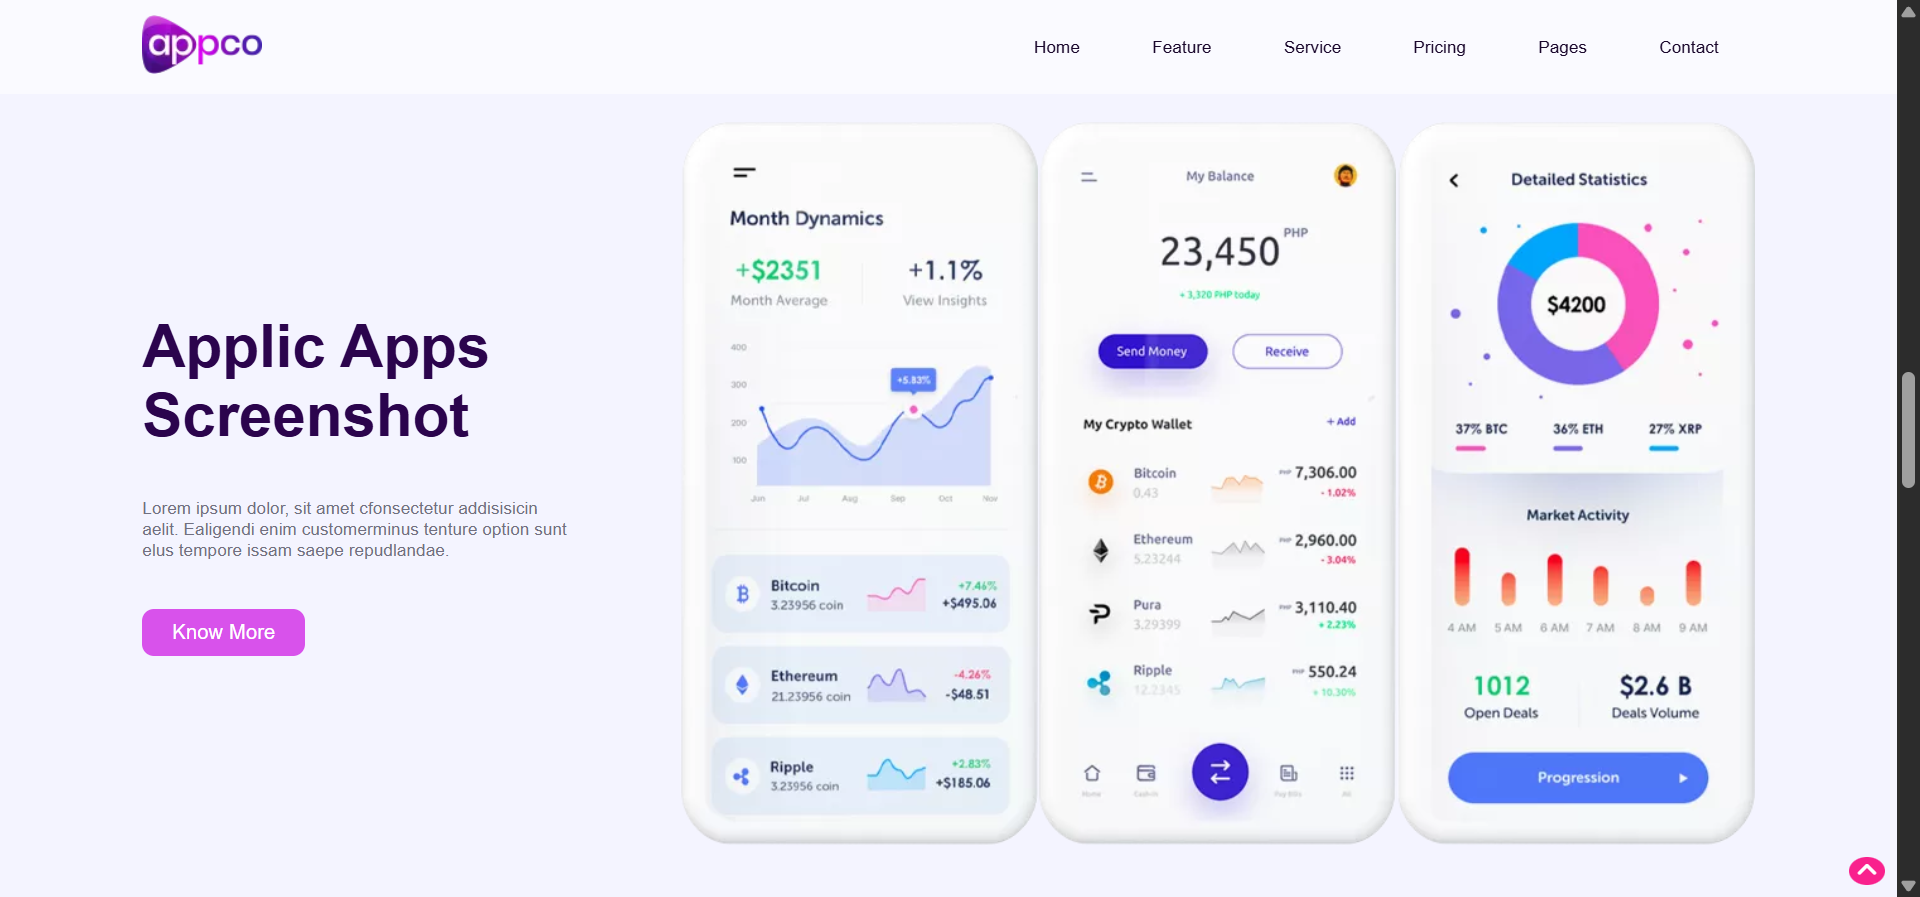 appco
Home Feature Service Pricing Pages Contact
Applic Apps
Screenshot
Lorem ipsum dolor, sit amet cfonsectetur addisisicin
aelit. Ealigendi enim customerminus tenture option sunt
elus tempore issam saepe repudlandae.
Know More
Month Dynamics
+$2351 +1.1%
Month Average View Insights
400
300
200
100
+5.83%
Jun Jul Aug Sep Oct Nov
Bitcoin +7.46%
3.23956 coin +$495.06
Ethereum -4.26%
21.23956 coin -$48.51
Ripple +2.83%
3.23956 coin +$185.06
My Balance
23,450 PHP
+ 3,320 PHP today
Send Money Receive
My Crypto Wallet + Add
Bitcoin PHP 7,306.00
0.43 - 1.02%
Ethereum PHP 2,960.00
5.23244 - 3.04%
Pura PHP 3,110.40
3.29399 + 2.23%
Ripple PHP 550.24
12.2345 + 10.30%
Home Cash In Pay Bills All
Detailed Statistics
$4200
37% BTC 36% ETH 27% XRP
Market Activity
4 AM 5 AM 6 AM 7 AM 8 AM 9 AM
1012 $2.6 B
Open Deals Deals Volume
Progression